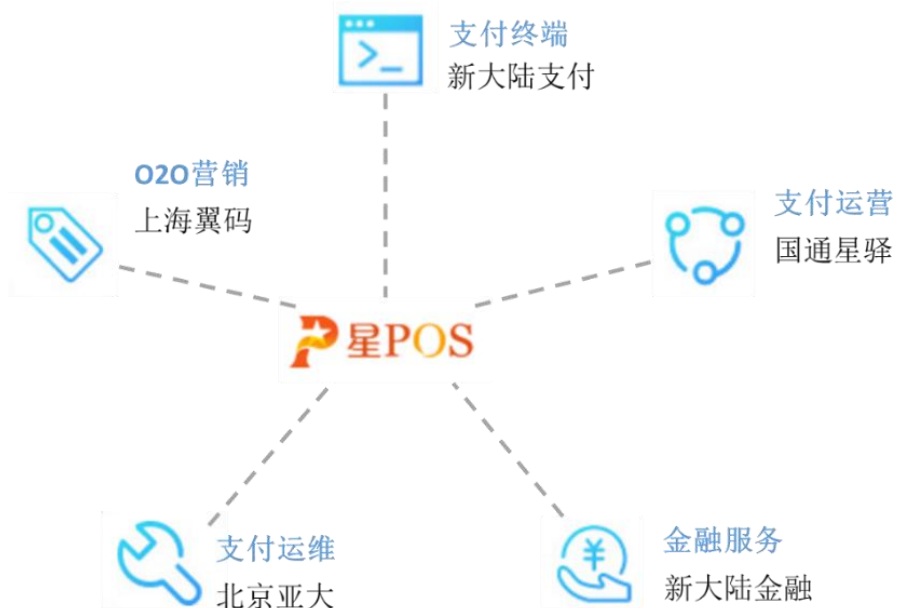 支付终端
新大陆支付
O2O营销
上海翼码
支付运营
国通星驿
星POS
支付运维
北京亚大
金融服务
新大陆金融